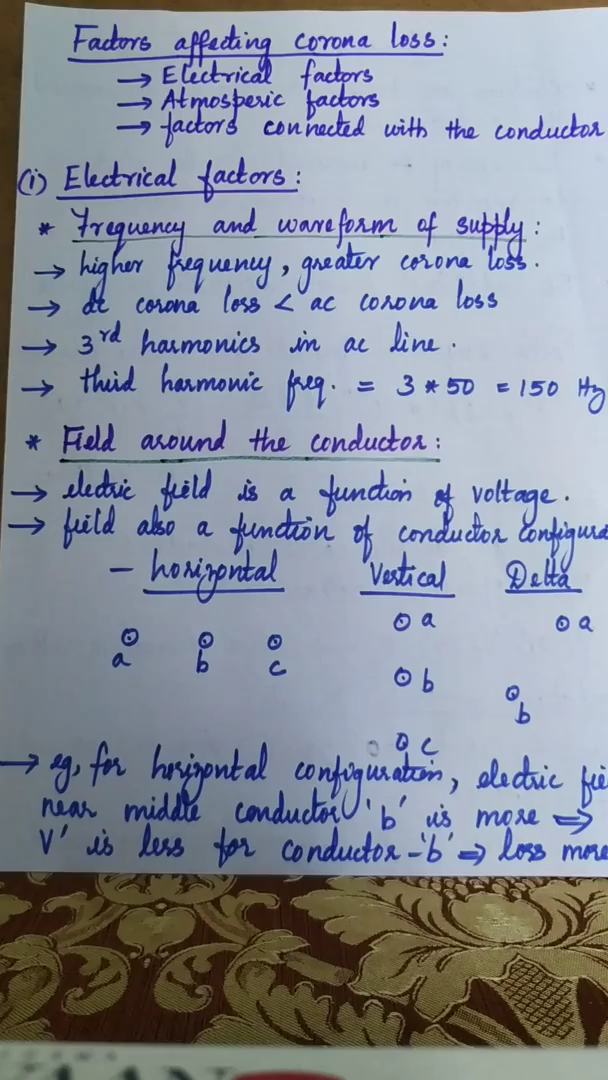 Factors affecting corona loss:
→ Electrical factors
→ Atmosperic factors
→ factors connected with the conductor
(i) Electrical factors:
* Frequency and waveform of supply:
→ higher frequency, greater corona loss.
→ dc corona loss < ac corona loss
→ 3rd harmonics in ac line.
→ third harmonic freq. = 3 * 50 = 150 Hz
* Field around the conductor:
→ electric field is a function of voltage.
→ field also a function of conductor configura
- horizontal Vertical Delta
a b c
a
b
c
a
b
→ eg, for horizontal configuration, electric fie
near middle conductor 'b' is more ⇒
V' is less for conductor-'b' ⇒ loss more